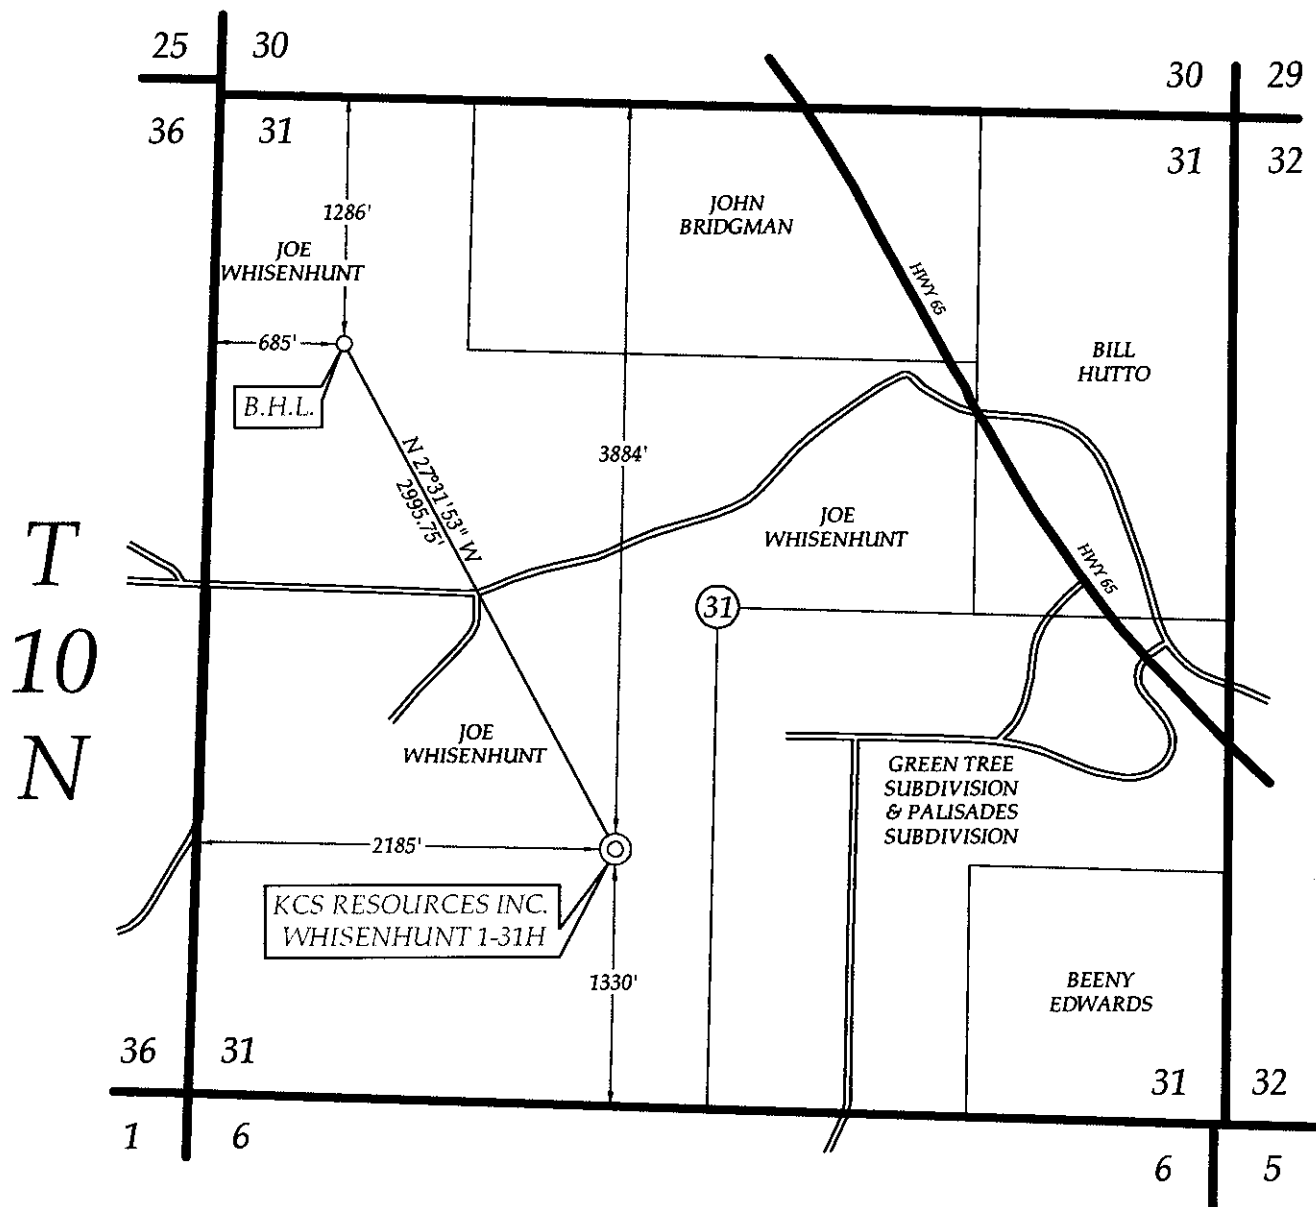 25 30
30 29
36 31
31 32
1286'
JOHN
BRIDGMAN
JOE
WHISENHUNT
HWY 65
685'
BILL
HUTTO
B.H.L.
N 27°31'53" W
2995.75'
3884'
JOE
WHISENHUNT
T
10
N
HWY 65
31
JOE
WHISENHUNT
GREEN TREE
SUBDIVISION
& PALISADES
SUBDIVISION
2185'
KCS RESOURCES INC.
WHISENHUNT 1-31H
1330'
BEENY
EDWARDS
36 31
31 32
1 6
6 5